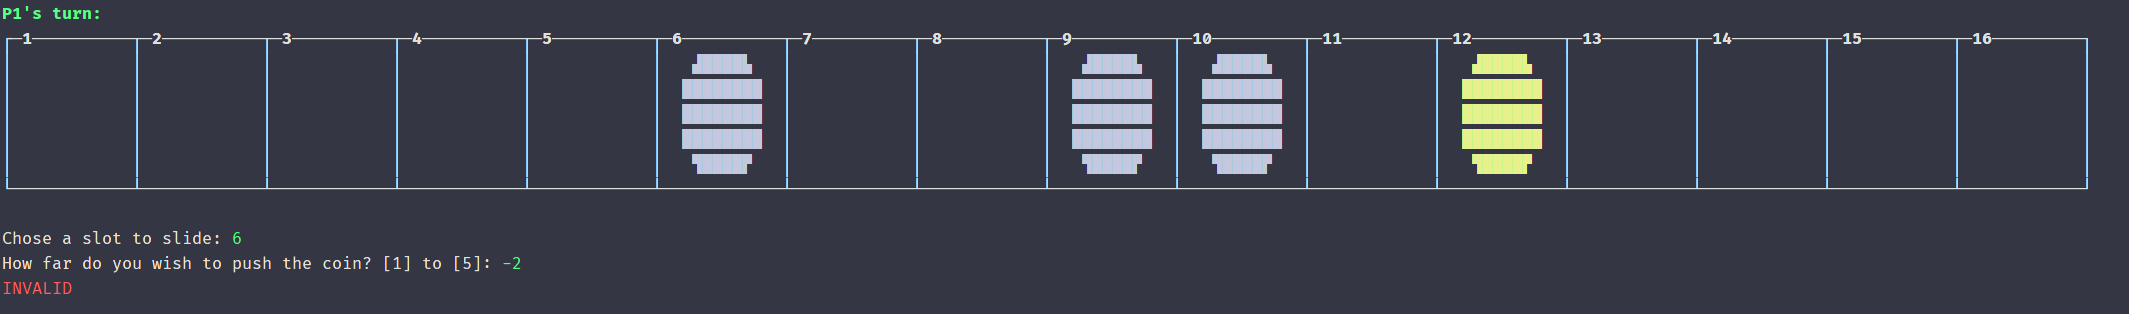 P1's turn:
1 2 3 4 5 6 7 8 9 10 11 12 13 14 15 16
Chose a slot to slide: 6
How far do you wish to push the coin? [1] to [5]: -2
INVALID